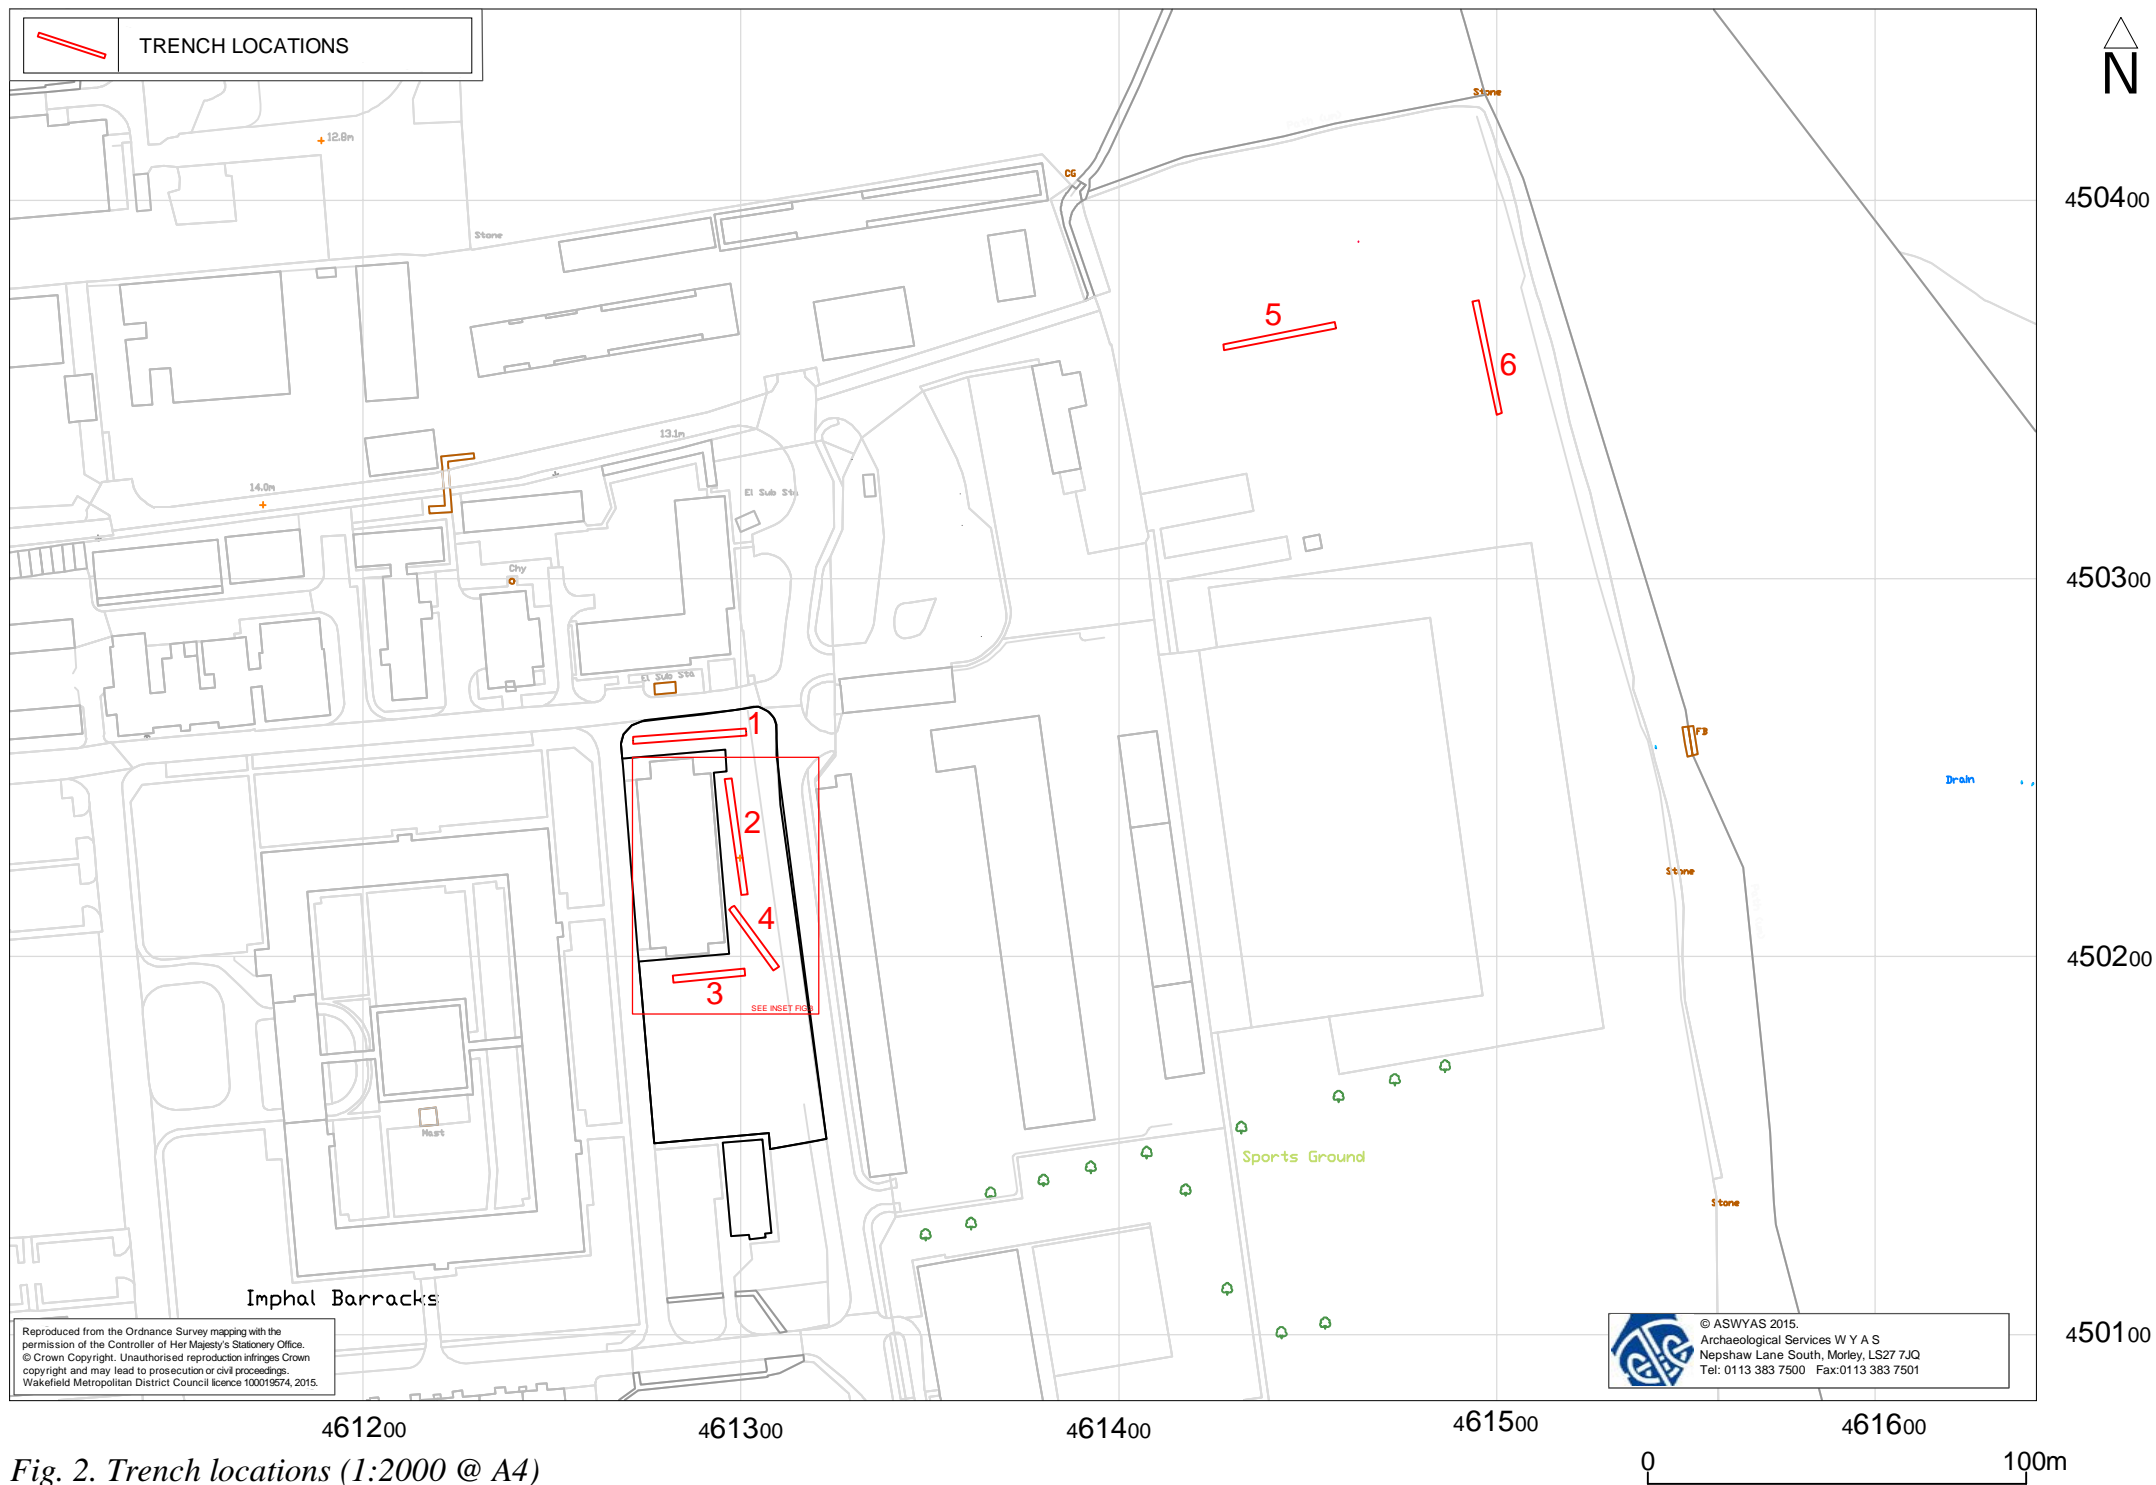 TRENCH LOCATIONS
N
Stone
12.8m
CG
450400
Stone
5
6
13.1m
14.0m
El Sub Sta
Chy
450300
El Sub Sta
1
FB
Drain
2
Stone
4
450200
3
SEE INSET FIG
Mast
Sports Ground
Stone
Imphal Barracks
Reproduced from the Ordnance Survey mapping with the
permission of the Controller of Her Majesty's Stationery Office.
© Crown Copyright. Unauthorised reproduction infringes Crown
copyright and may lead to prosecution or civil proceedings.
Wakefield Metropolitan District Council licence 100019574, 2015.
© ASWYAS 2015.
Archaeological Services W Y A S
Nepshaw Lane South, Morley, LS27 7JQ
Tel: 0113 383 7500 Fax:0113 383 7501
450100
461200
461300
461400
461500
461600
0
100m
Fig. 2. Trench locations (1:2000 @ A4)